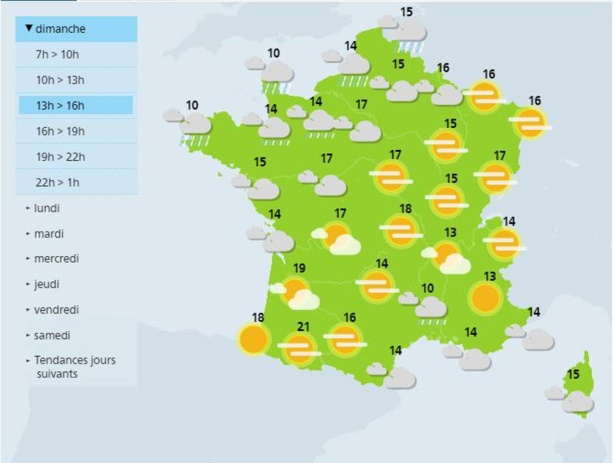 ▼ dimanche
7h > 10h
10h > 13h
13h > 16h
16h > 19h
19h > 22h
22h > 1h
▸ lundi
▸ mardi
▸ mercredi
▸ jeudi
▸ vendredi
▸ samedi
▸ Tendances jours
suivants
15
14
10
15
16
16
10
14
14
17
16
15
15
17
17
17
15
14
17
18
13
14
19
14
10
13
18
21
16
14
14
14
15